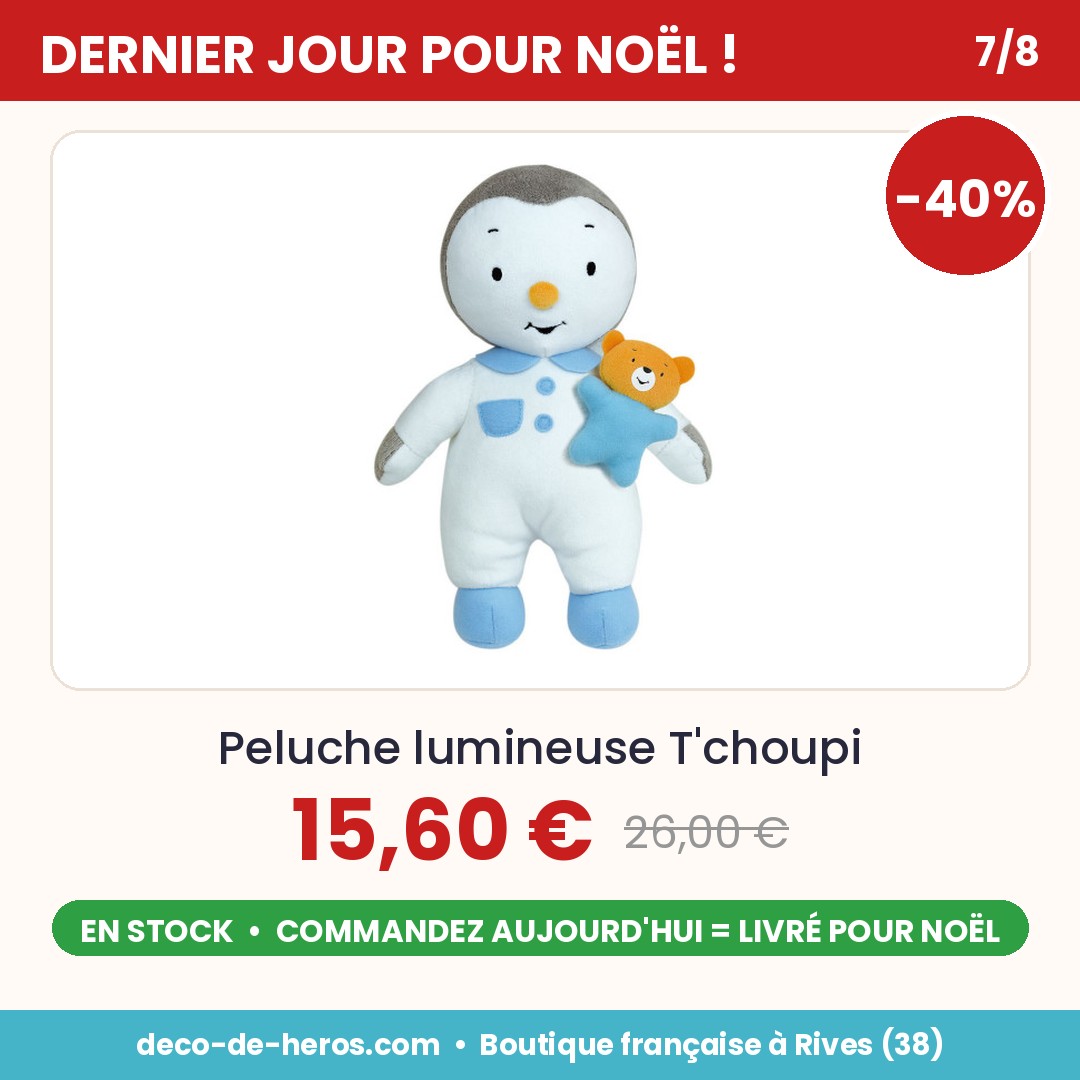 DERNIER JOUR POUR NOËL !
7/8
-40%
Peluche lumineuse T'choupi
15,60 € 26,00 €
EN STOCK • COMMANDEZ AUJOURD'HUI = LIVRÉ POUR NOËL
deco-de-heros.com • Boutique française à Rives (38)